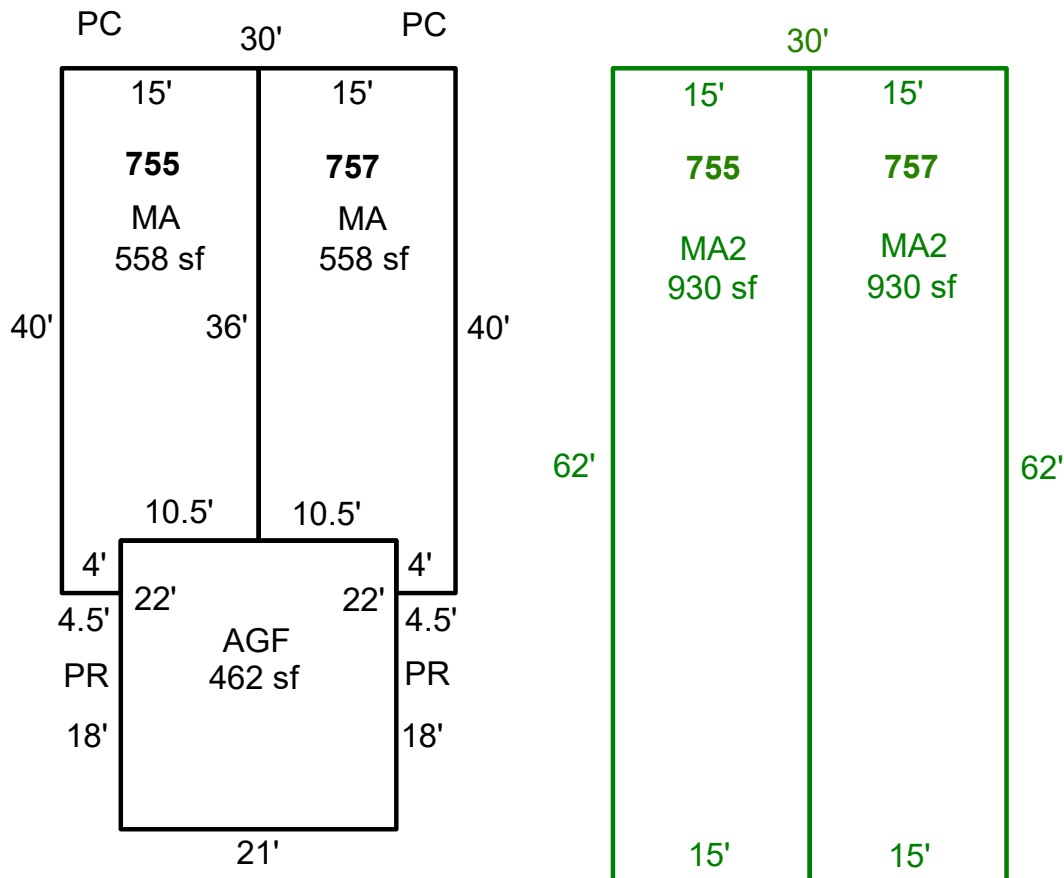 PC 30' PC
15' 15'
755 757
MA MA
558 sf 558 sf
40' 36' 40'
10.5' 10.5'
4' 4'
22' 22'
4.5' 4.5'
AGF
462 sf
PR PR
18' 18'
21'
30'
15' 15'
755 757
MA2 MA2
930 sf 930 sf
62' 62'
15' 15'